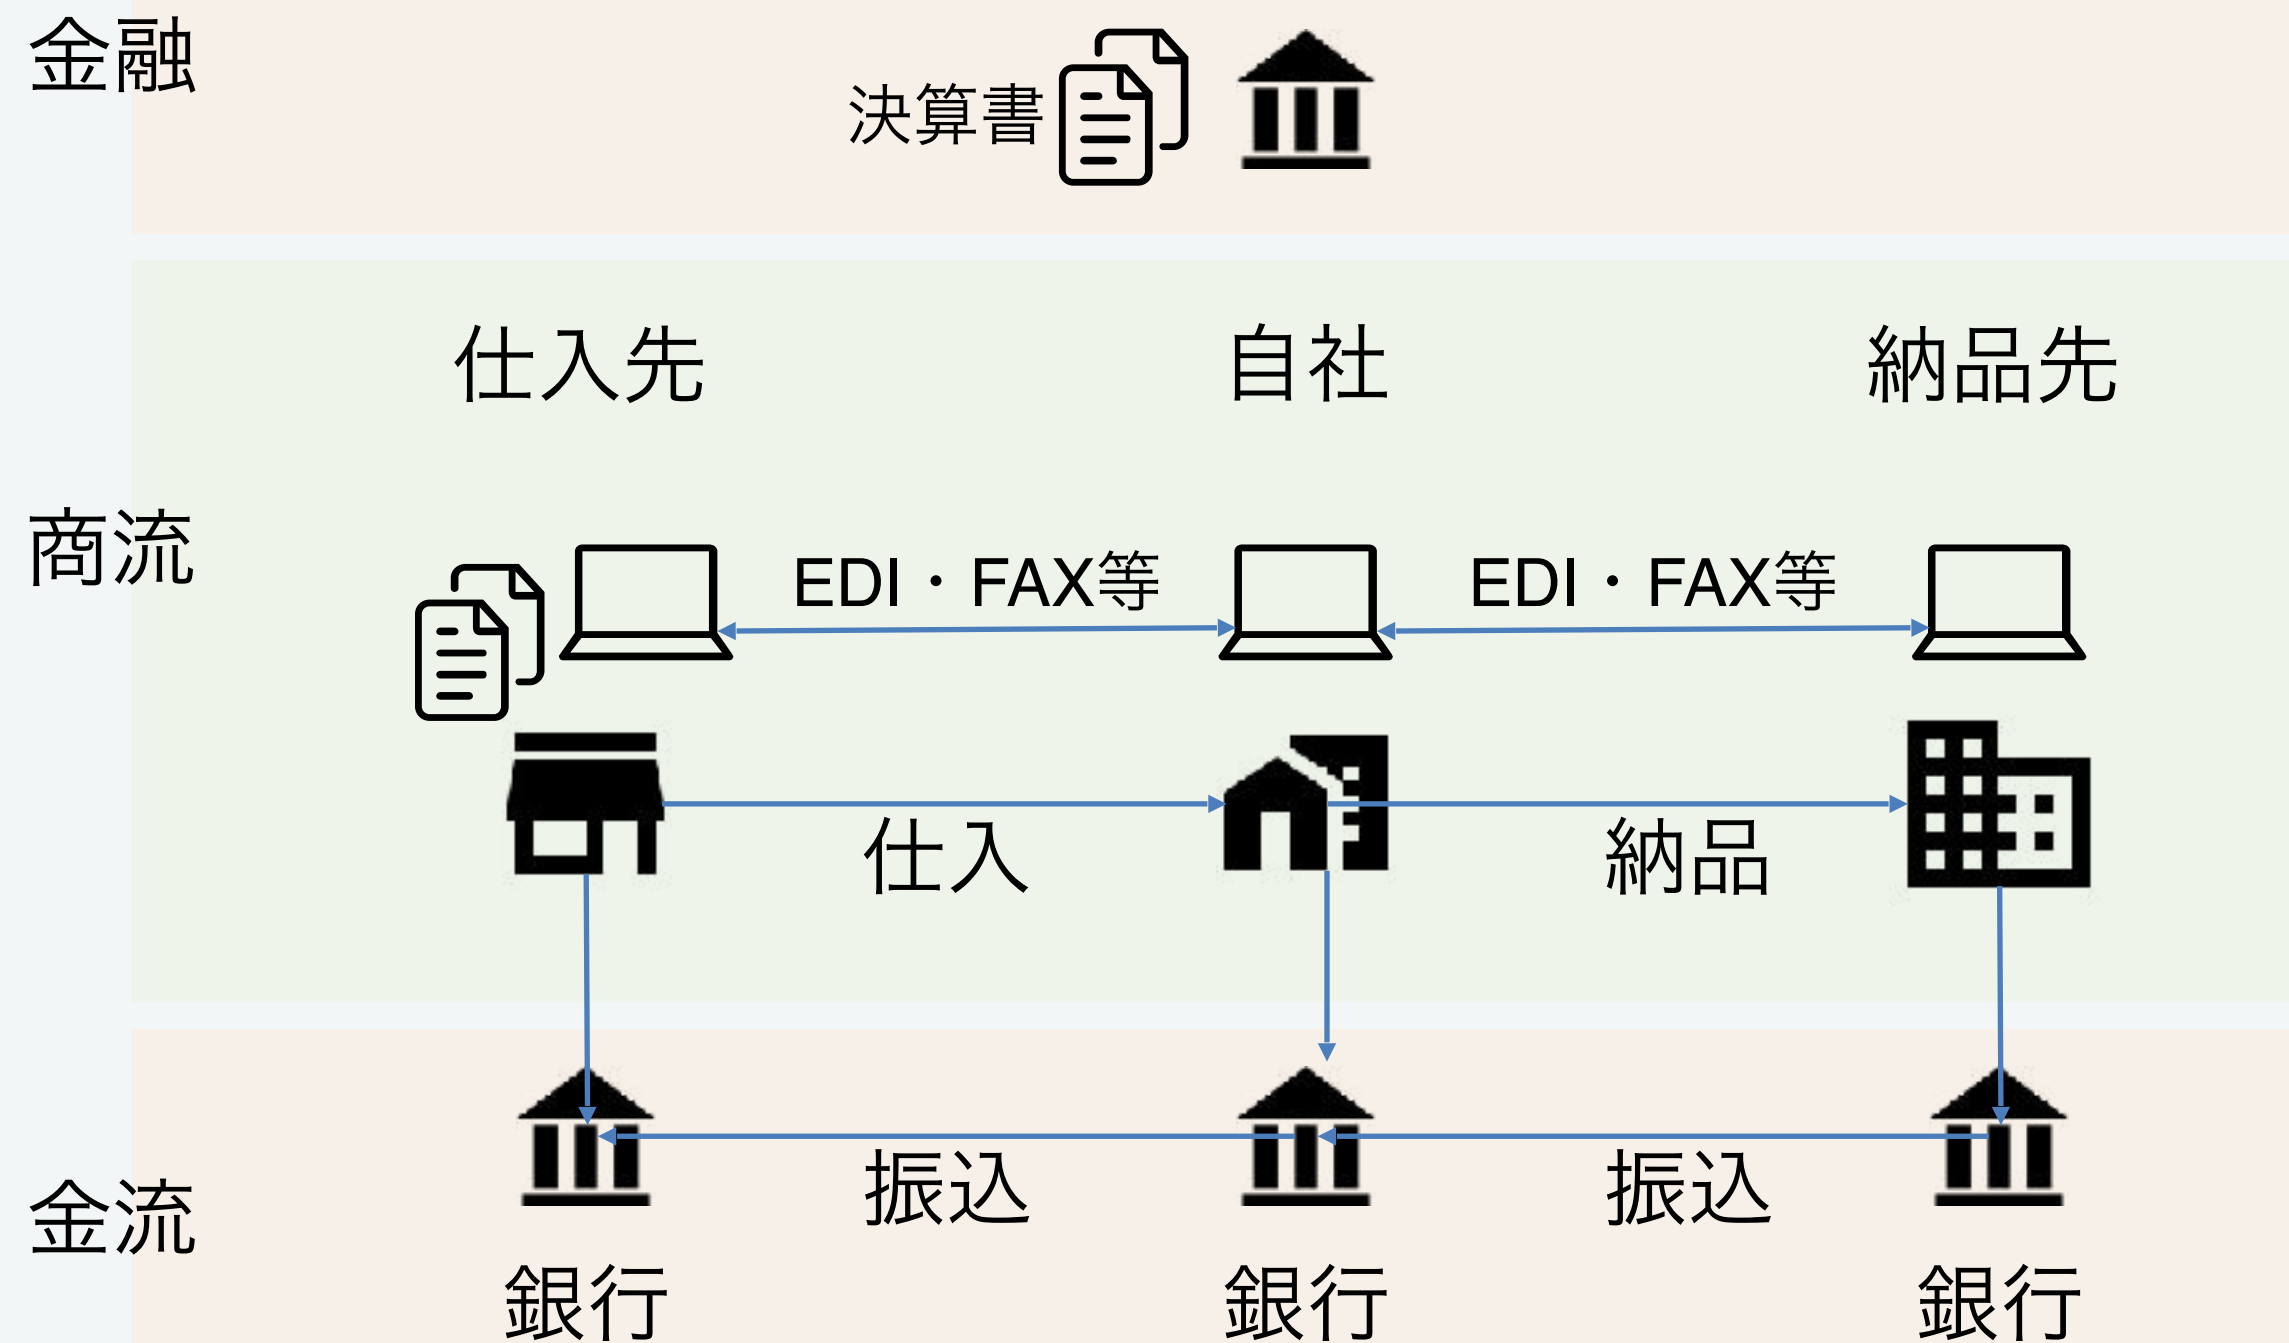 金融
決算書
仕入先
自社
納品先
商流
EDI・FAX等
EDI・FAX等
仕入
納品
金流
振込
振込
銀行
銀行
銀行